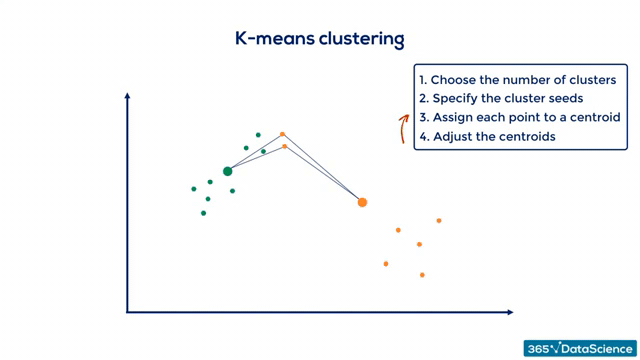 K-means clustering
1. Choose the number of clusters
2. Specify the cluster seeds
3. Assign each point to a centroid
4. Adjust the centroids
365 DataScience